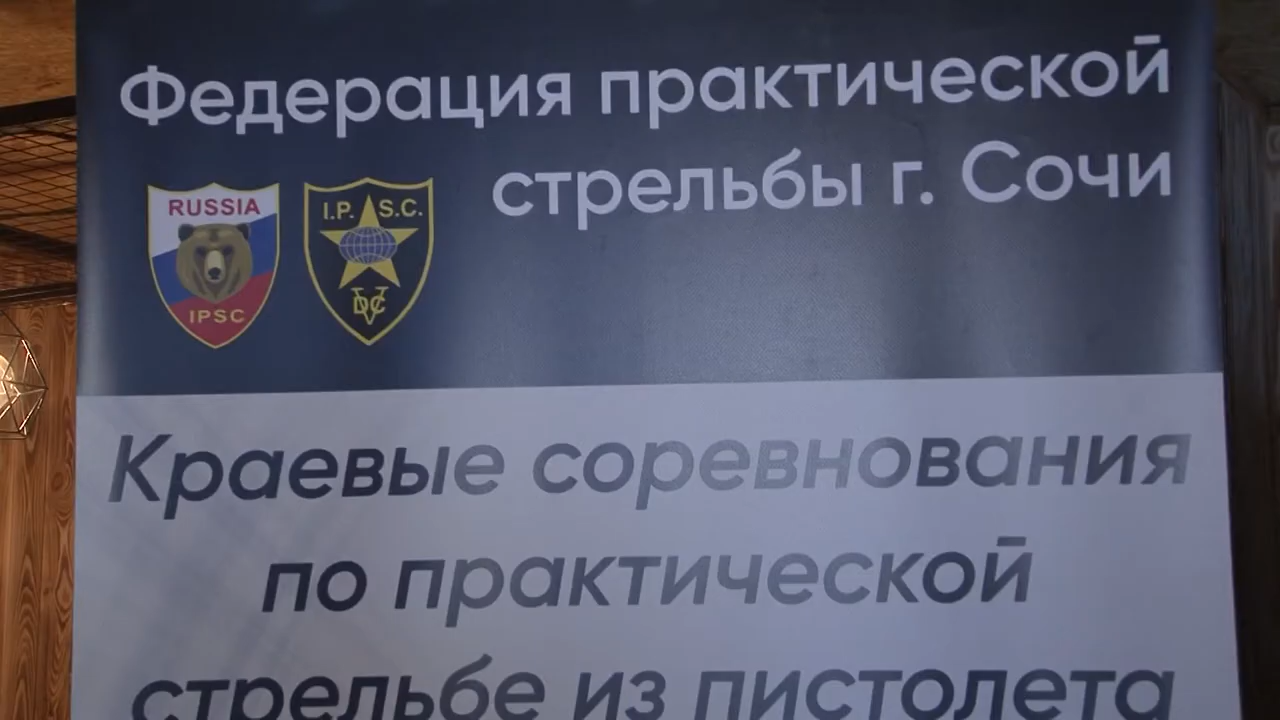 Федерация практической
стрельбы г. Сочи
RUSSIA
IPSC
I.P.S.C.
DVC
Краевые соревнования
по практической
стрельбе из пистолета